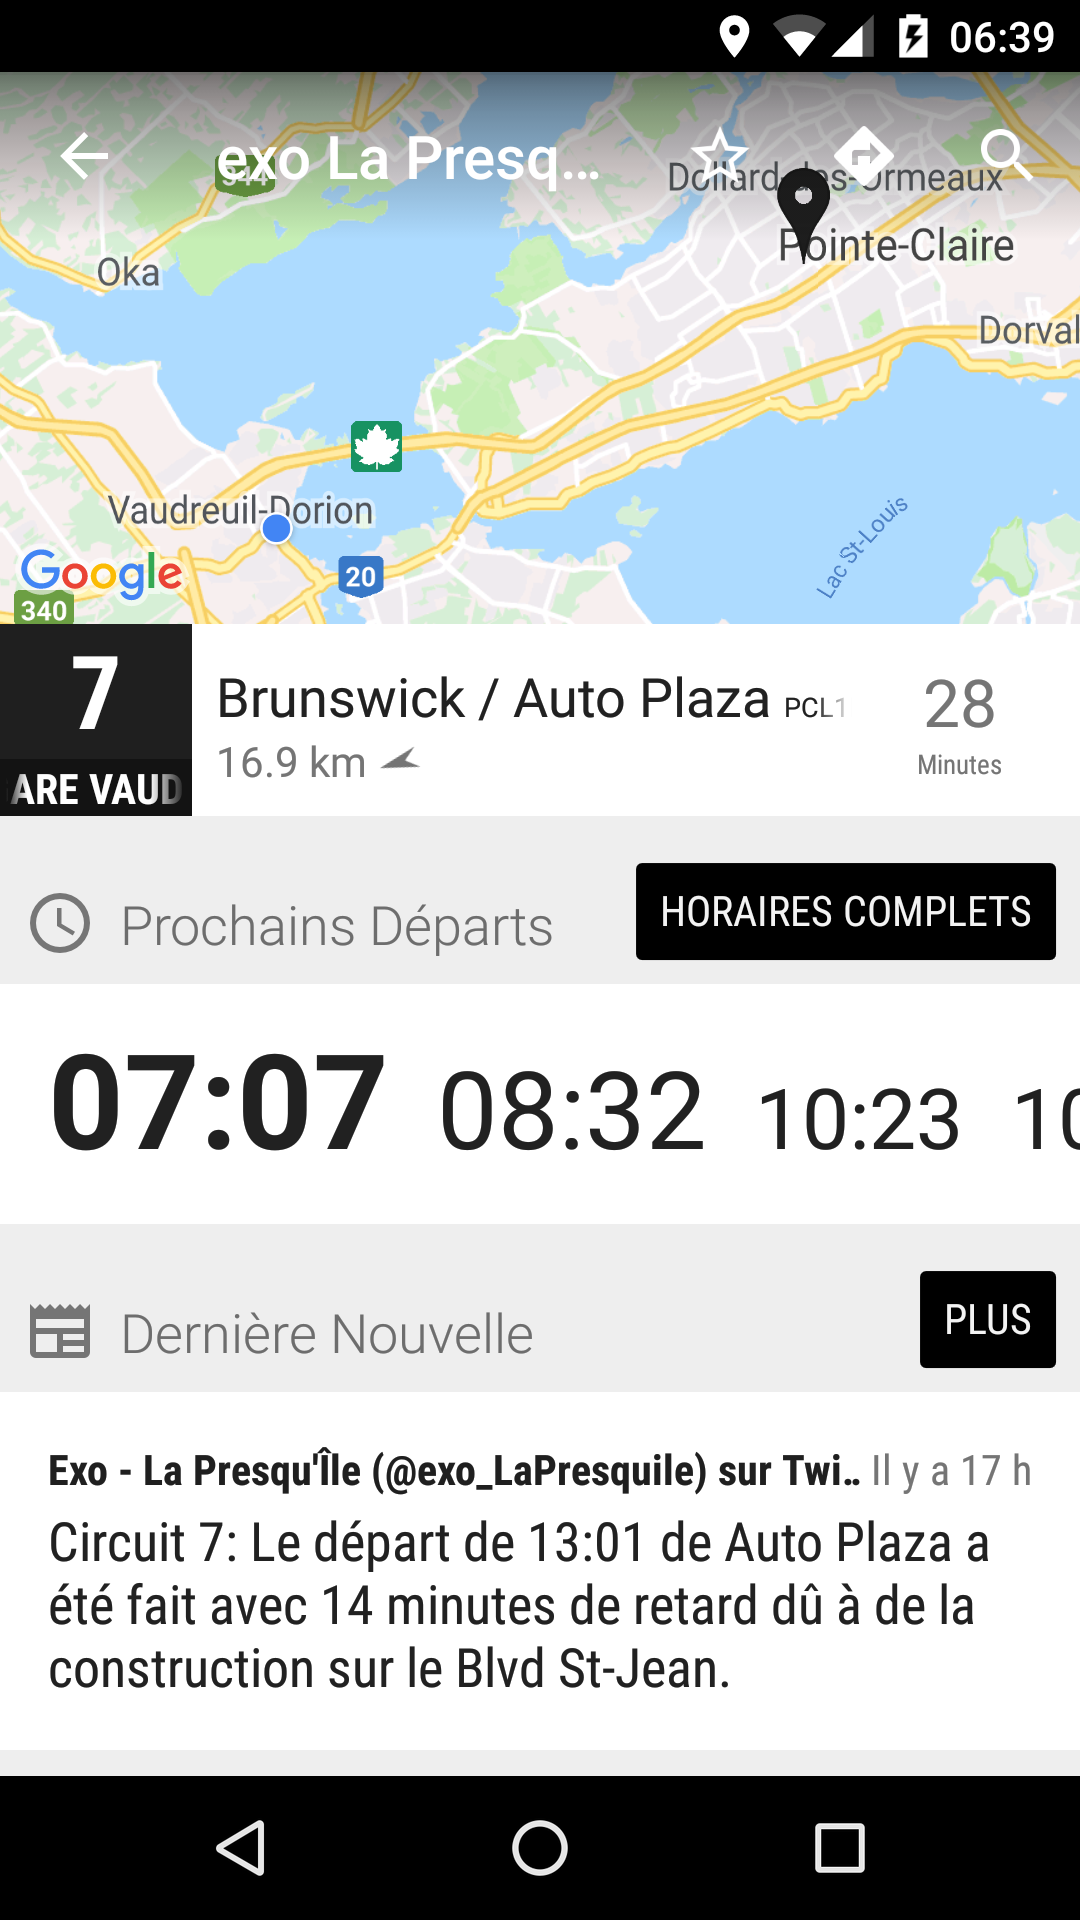 06:39
exo La Presq...
344
Dollard-des-Ormeaux
Pointe-Claire
Oka
Dorval
Vaudreuil-Dorion
Lac St-Louis
Google
20
340
7
ARE VAUD
Brunswick / Auto Plaza PCL1
28
16.9 km
Minutes
Prochains Départs
HORAIRES COMPLETS
07:07 08:32 10:23 10
Dernière Nouvelle
PLUS
Exo - La Presqu'Île (@exo_LaPresquile) sur Twi… Il y a 17 h
Circuit 7: Le départ de 13:01 de Auto Plaza a
été fait avec 14 minutes de retard dû à de la
construction sur le Blvd St-Jean.